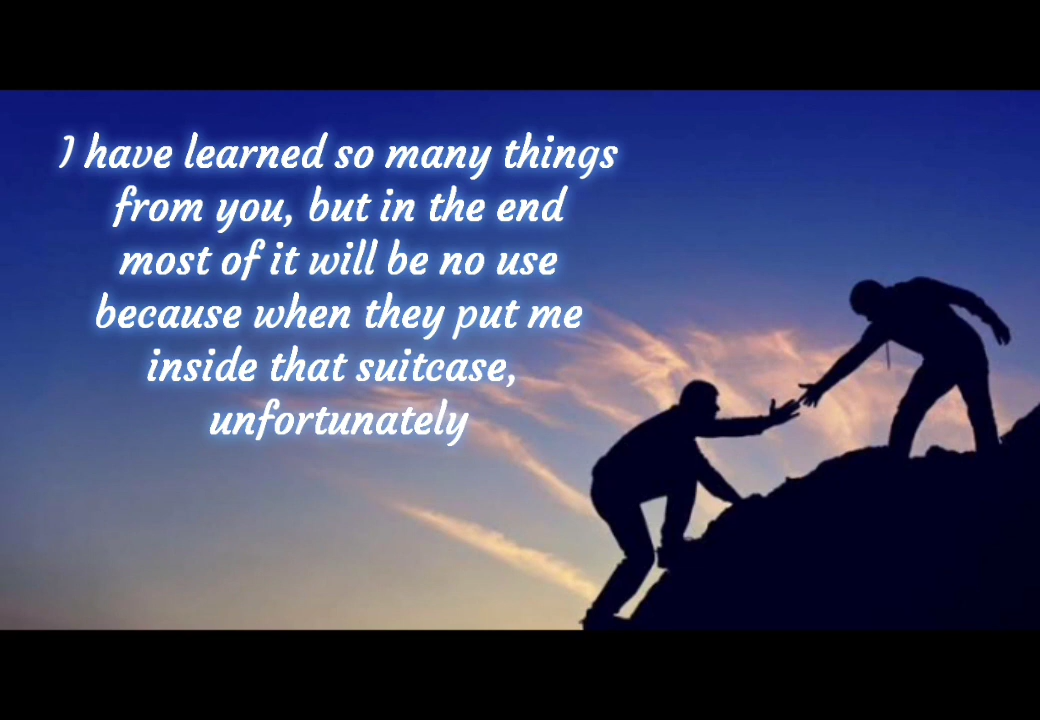 I have learned so many things
from you, but in the end
most of it will be no use
because when they put me
inside that suitcase,
unfortunately